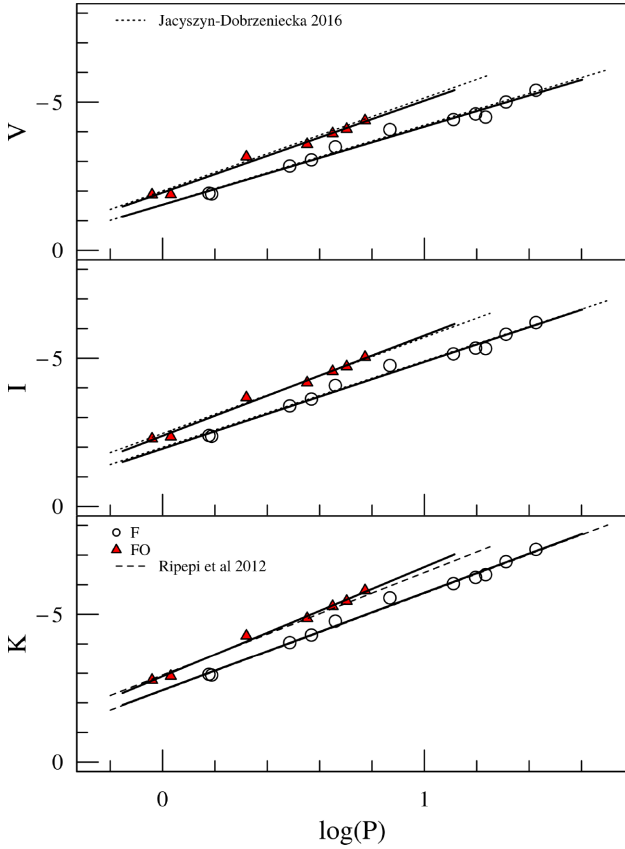 Jacyszyn-Dobrzeniecka 2016
V
−5
0
I
−5
0
F
FO
Ripepi et al 2012
K
−5
0
0 1
log(P)